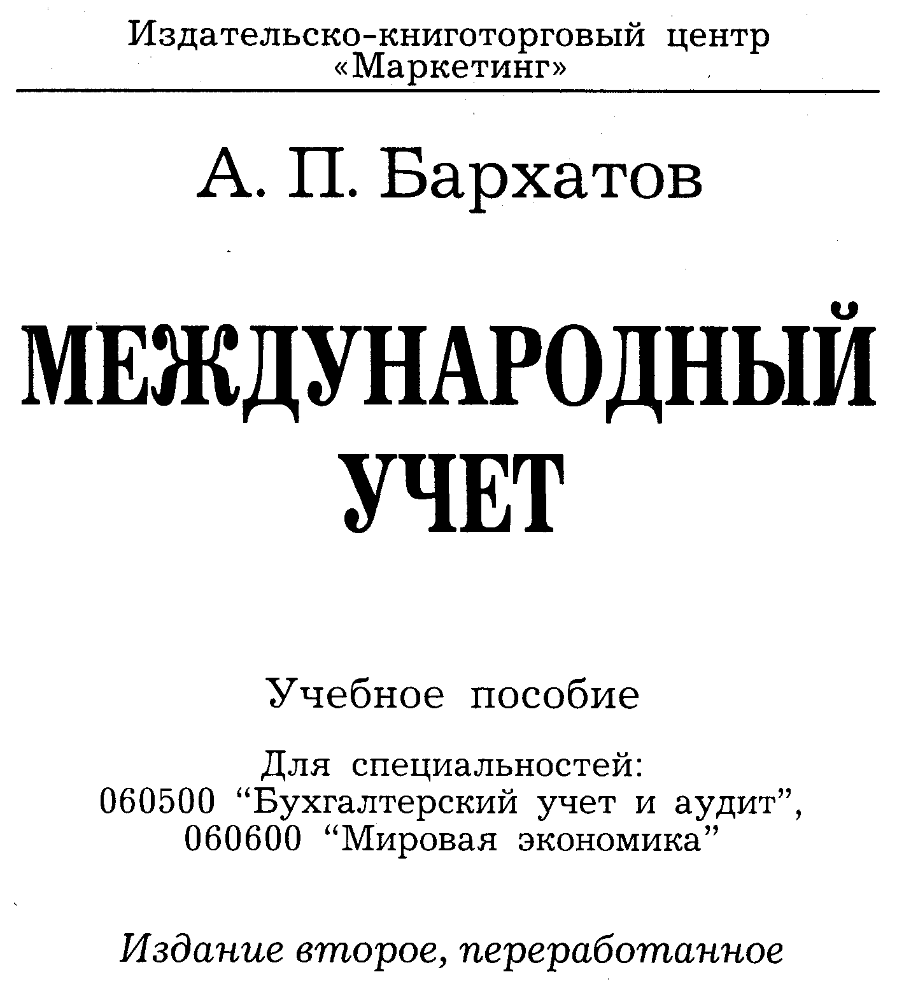 Издательско-книготорговый центр
«Маркетинг»
А. П. Бархатов
МЕЖДУНАРОДНЫЙ
УЧЕТ
Учебное пособие
Для специальностей:
060500 “Бухгалтерский учет и аудит”,
060600 “Мировая экономика”
Издание второе, переработанное